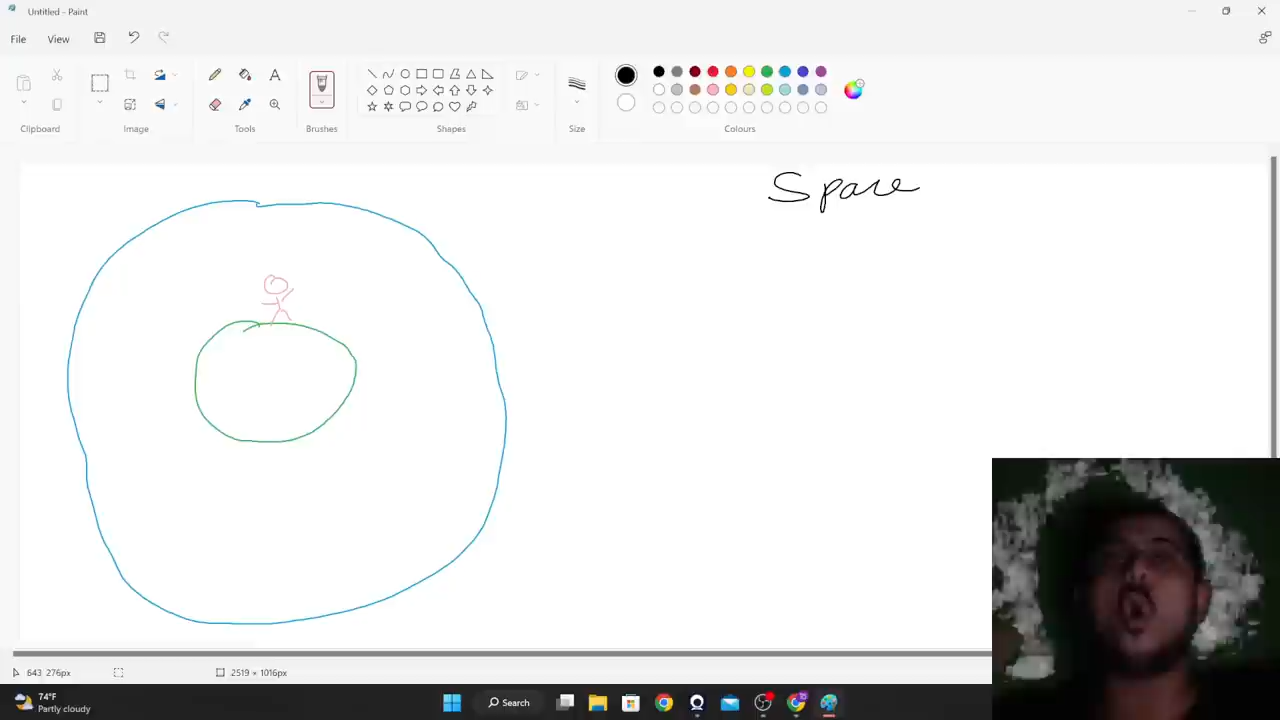 Untitled - Paint
File View
Clipboard
Image
Tools
Brushes
Shapes
Size
Colours
Space
643 276px
2519 × 1016px
74°F
Partly cloudy
Search